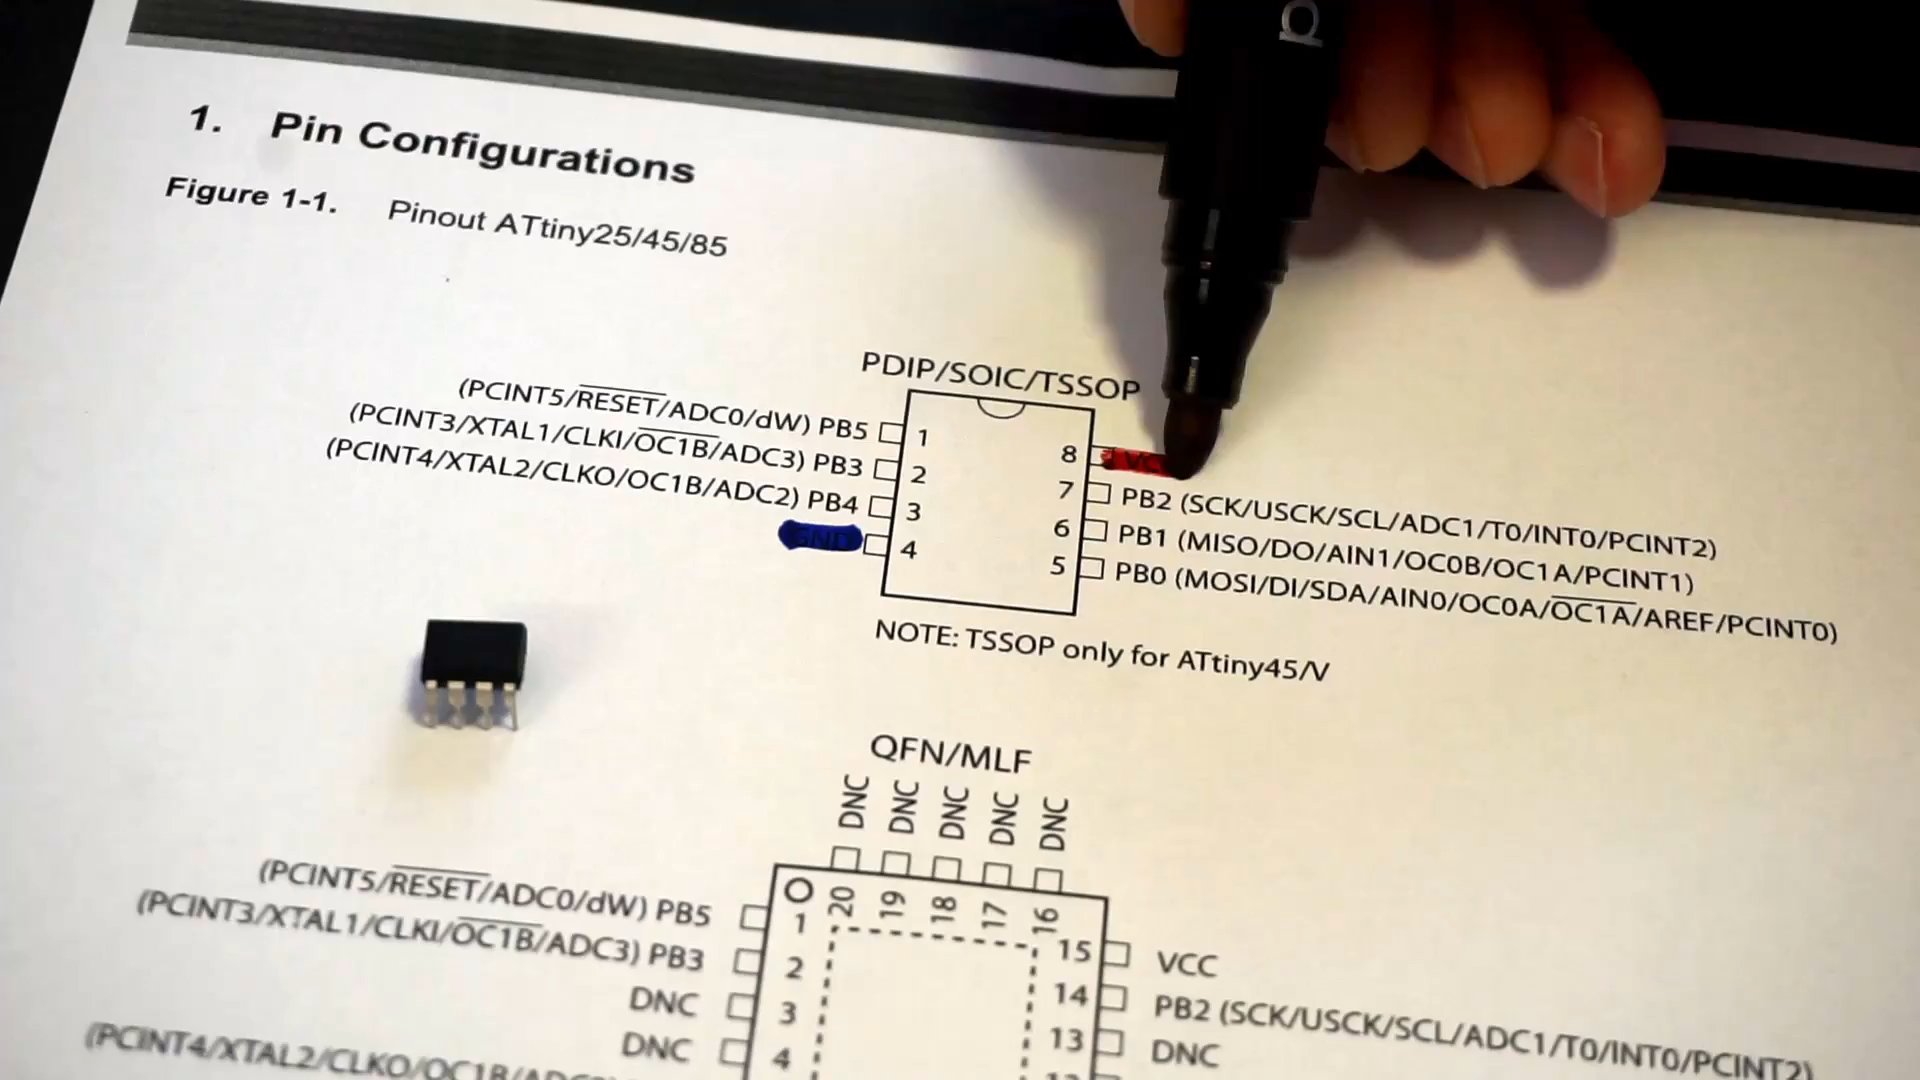 1. Pin Configurations
Figure 1-1. Pinout ATtiny25/45/85
PDIP/SOIC/TSSOP
(PCINT5/RESET/ADC0/dW) PB5 1
(PCINT3/XTAL1/CLKI/OC1B/ADC3) PB3 2
(PCINT4/XTAL2/CLKO/OC1B/ADC2) PB4 3
GND 4
8
7 PB2 (SCK/USCK/SCL/ADC1/T0/INT0/PCINT2)
6 PB1 (MISO/DO/AIN1/OC0B/OC1A/PCINT1)
5 PB0 (MOSI/DI/SDA/AIN0/OC0A/OC1A/AREF/PCINT0)
NOTE: TSSOP only for ATtiny45/V
QFN/MLF
DNC DNC DNC DNC DNC
20 19 18 17 16
(PCINT5/RESET/ADC0/dW) PB5 1
(PCINT3/XTAL1/CLKI/OC1B/ADC3) PB3 2
DNC 3
DNC 4
15 VCC
14 PB2 (SCK/USCK/SCL/ADC1/T0/INT0/PCINT2)
13 DNC